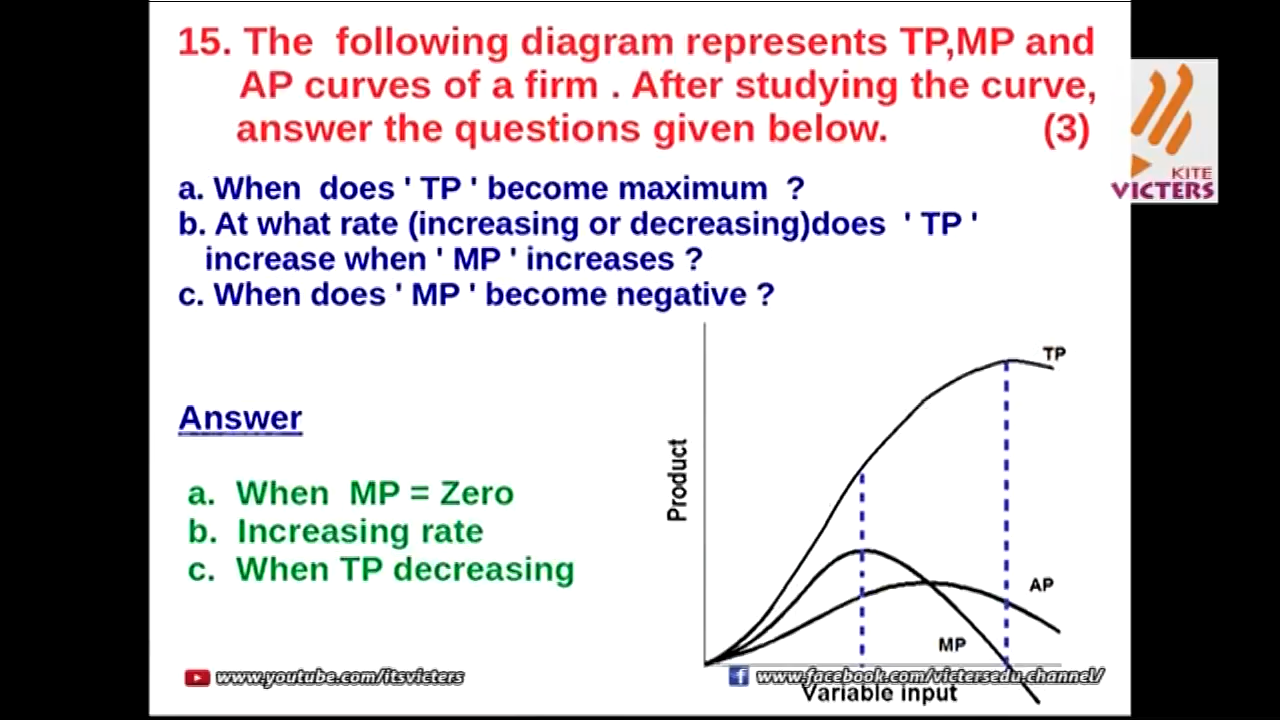 15. The following diagram represents TP,MP and
AP curves of a firm . After studying the curve,
answer the questions given below. (3)
KITE
VICTERS
a. When does ' TP ' become maximum ?
b. At what rate (increasing or decreasing)does ' TP '
increase when ' MP ' increases ?
c. When does ' MP ' become negative ?
Answer
a. When MP = Zero
b. Increasing rate
c. When TP decreasing
TP
Product
AP
MP
Variable input
www.youtube.com/itsvicters
www.facebook.com/victersedu.channel/